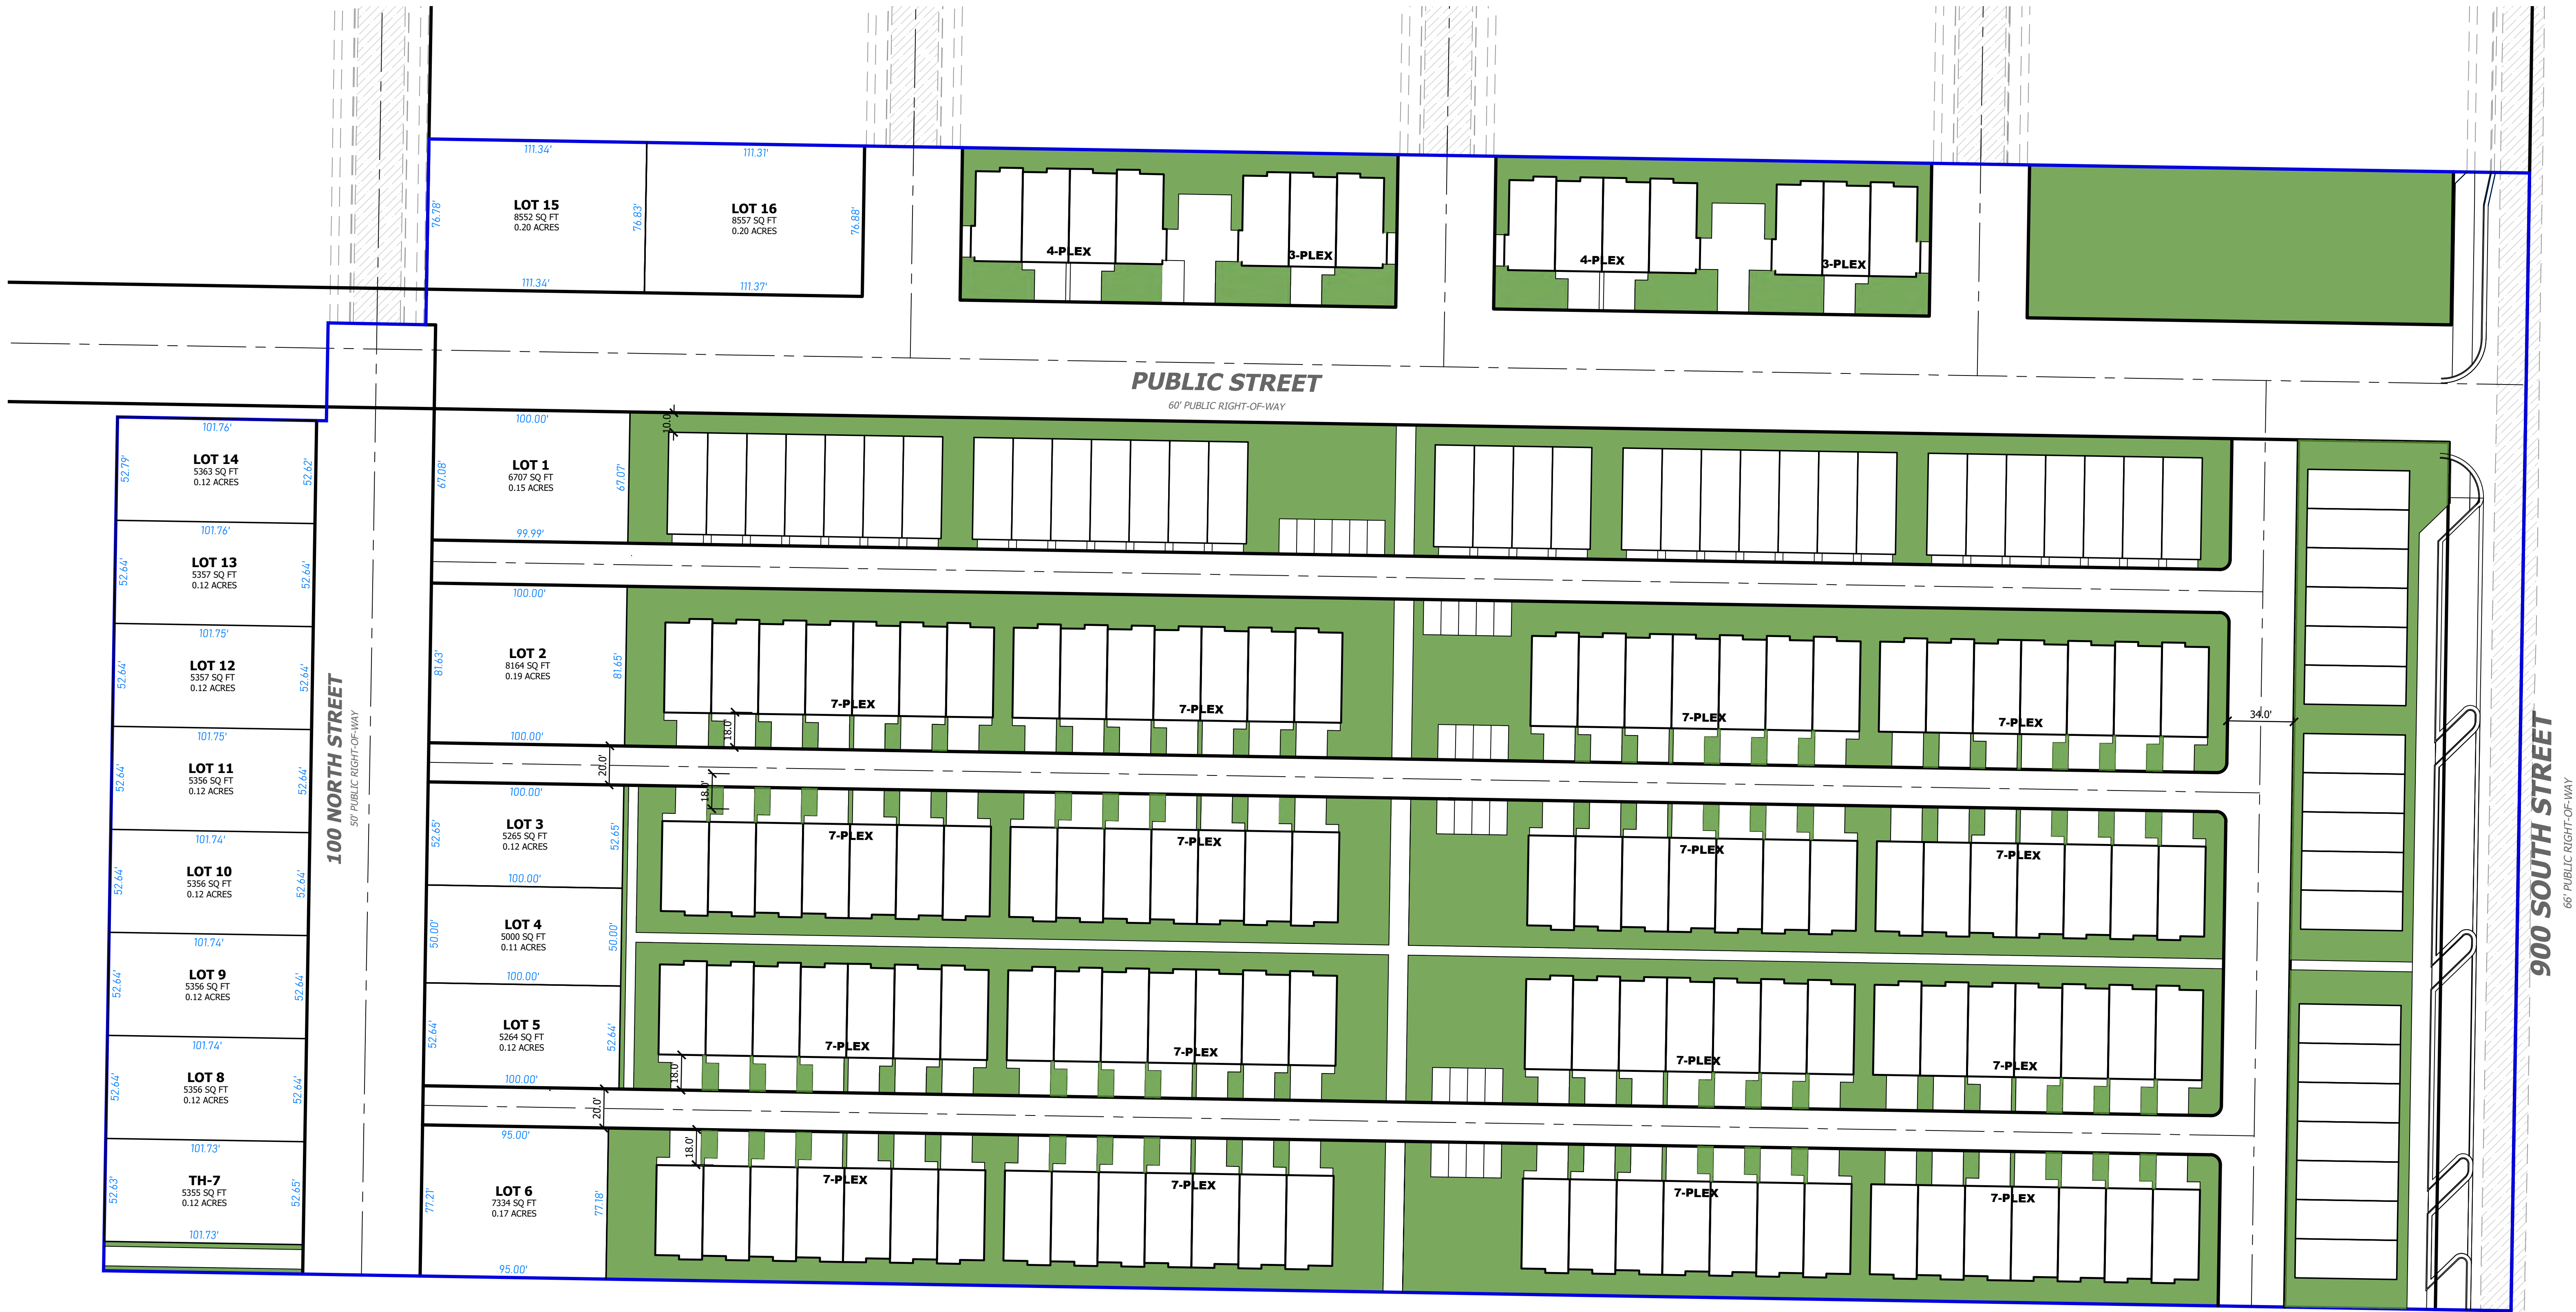 111.34'
111.31'
76.78'
LOT 15
8552 SQ FT
0.20 ACRES
76.83'
LOT 16
8557 SQ FT
0.20 ACRES
76.88'
111.34'
111.37'
4-PLEX
3-PLEX
4-PLEX
3-PLEX
PUBLIC STREET
60' PUBLIC RIGHT-OF-WAY
101.76'
52.79'
LOT 14
5363 SQ FT
0.12 ACRES
52.62'
101.76'
52.64'
LOT 13
5357 SQ FT
0.12 ACRES
52.64'
101.75'
52.64'
LOT 12
5357 SQ FT
0.12 ACRES
52.64'
101.75'
52.64'
LOT 11
5356 SQ FT
0.12 ACRES
52.64'
101.74'
52.64'
LOT 10
5356 SQ FT
0.12 ACRES
52.64'
101.74'
52.64'
LOT 9
5356 SQ FT
0.12 ACRES
52.64'
101.74'
52.64'
LOT 8
5356 SQ FT
0.12 ACRES
52.64'
101.73'
52.63'
TH-7
5355 SQ FT
0.12 ACRES
52.65'
101.73'
100 NORTH STREET
50' PUBLIC RIGHT-OF-WAY
100.00'
10.0'
67.08'
LOT 1
6707 SQ FT
0.15 ACRES
67.07'
99.99'
100.00'
81.63'
LOT 2
8164 SQ FT
0.19 ACRES
81.65'
100.00'
7-PLEX
7-PLEX
7-PLEX
7-PLEX
18.0'
34.0'
20.0'
100.00'
18.0'
52.65'
LOT 3
5265 SQ FT
0.12 ACRES
52.65'
100.00'
7-PLEX
7-PLEX
7-PLEX
7-PLEX
50.00'
LOT 4
5000 SQ FT
0.11 ACRES
50.00'
100.00'
52.64'
LOT 5
5264 SQ FT
0.12 ACRES
52.64'
100.00'
7-PLEX
7-PLEX
7-PLEX
7-PLEX
18.0'
20.0'
95.00'
18.0'
77.21'
LOT 6
7334 SQ FT
0.17 ACRES
77.18'
95.00'
7-PLEX
7-PLEX
7-PLEX
7-PLEX
900 SOUTH STREET
66' PUBLIC RIGHT-OF-WAY